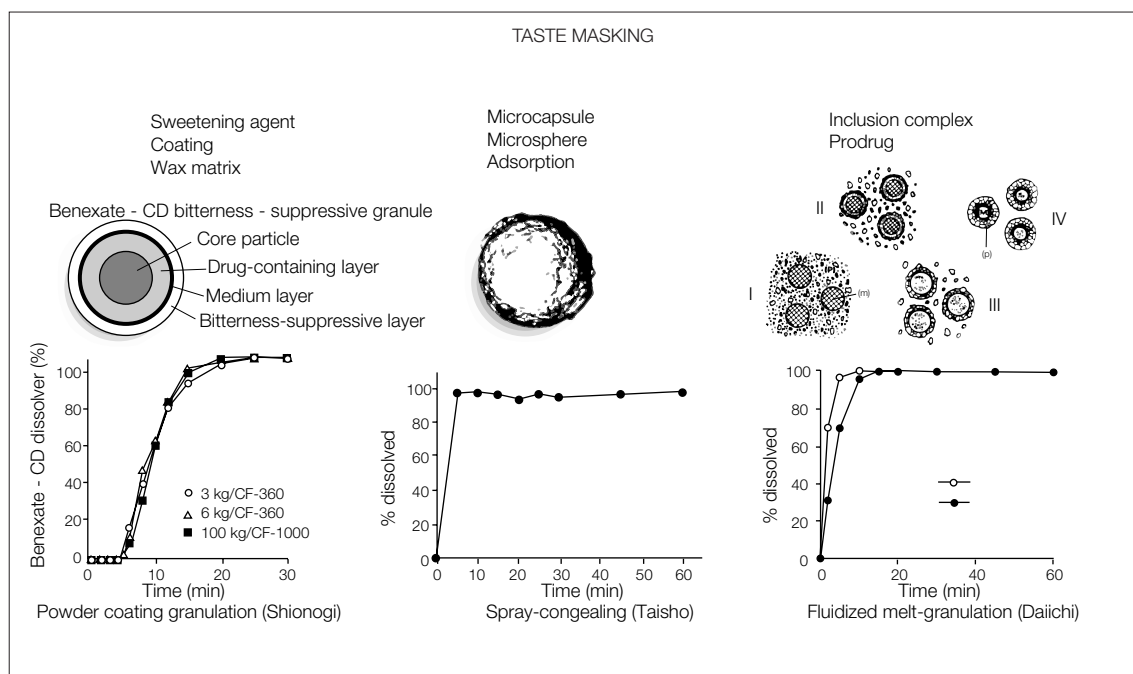 TASTE MASKING
Sweetening agent
Coating
Wax matrix
Benexate - CD bitterness - suppressive granule
Core particle
Drug-containing layer
Medium layer
Bitterness-suppressive layer
Benexate - CD dissolver (%)
100
80
60
40
20
0
3 kg/CF-360
6 kg/CF-360
100 kg/CF-1000
0 10 20 30
Time (min)
Powder coating granulation (Shionogi)
Microcapsule
Microsphere
Adsorption
% dissolved
100
80
60
40
20
0
0 10 20 30 40 50 60
Time (min)
Spray-congealing (Taisho)
Inclusion complex
Prodrug
II
IV
(p)
I
(p)
(m)
III
% dissolved
100
80
60
40
20
0
0 20 40 60
Time (min)
Fluidized melt-granulation (Daiichi)